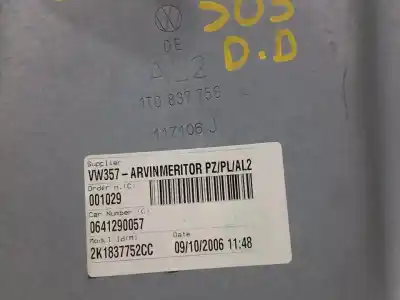 305
D.D
DE
AL2
1T0 837 756
117106 J
Supplier
VW357-ARVINMERITOR PZ/PL/AL2
Order n.(C)
001029
Car Number (C)
0641290057
Date
09/10/2006 11:48
2K1837752CC